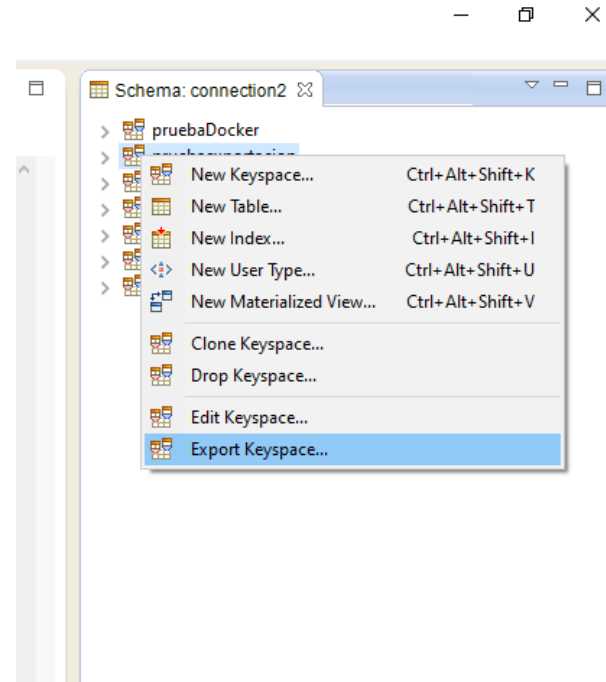 Schema: connection2
pruebaDocker
New Keyspace... Ctrl+Alt+Shift+K
New Table... Ctrl+Alt+Shift+T
New Index... Ctrl+Alt+Shift+I
New User Type... Ctrl+Alt+Shift+U
New Materialized View... Ctrl+Alt+Shift+V
Clone Keyspace...
Drop Keyspace...
Edit Keyspace...
Export Keyspace...